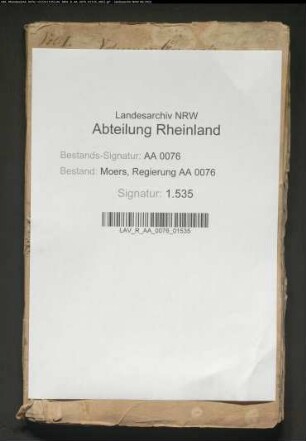 Landesarchiv NRW
Abteilung Rheinland
Bestands-Signatur: AA 0076
Bestand: Moers, Regierung AA 0076
Signatur: 1.535
LAV_R_AA_0076_01535